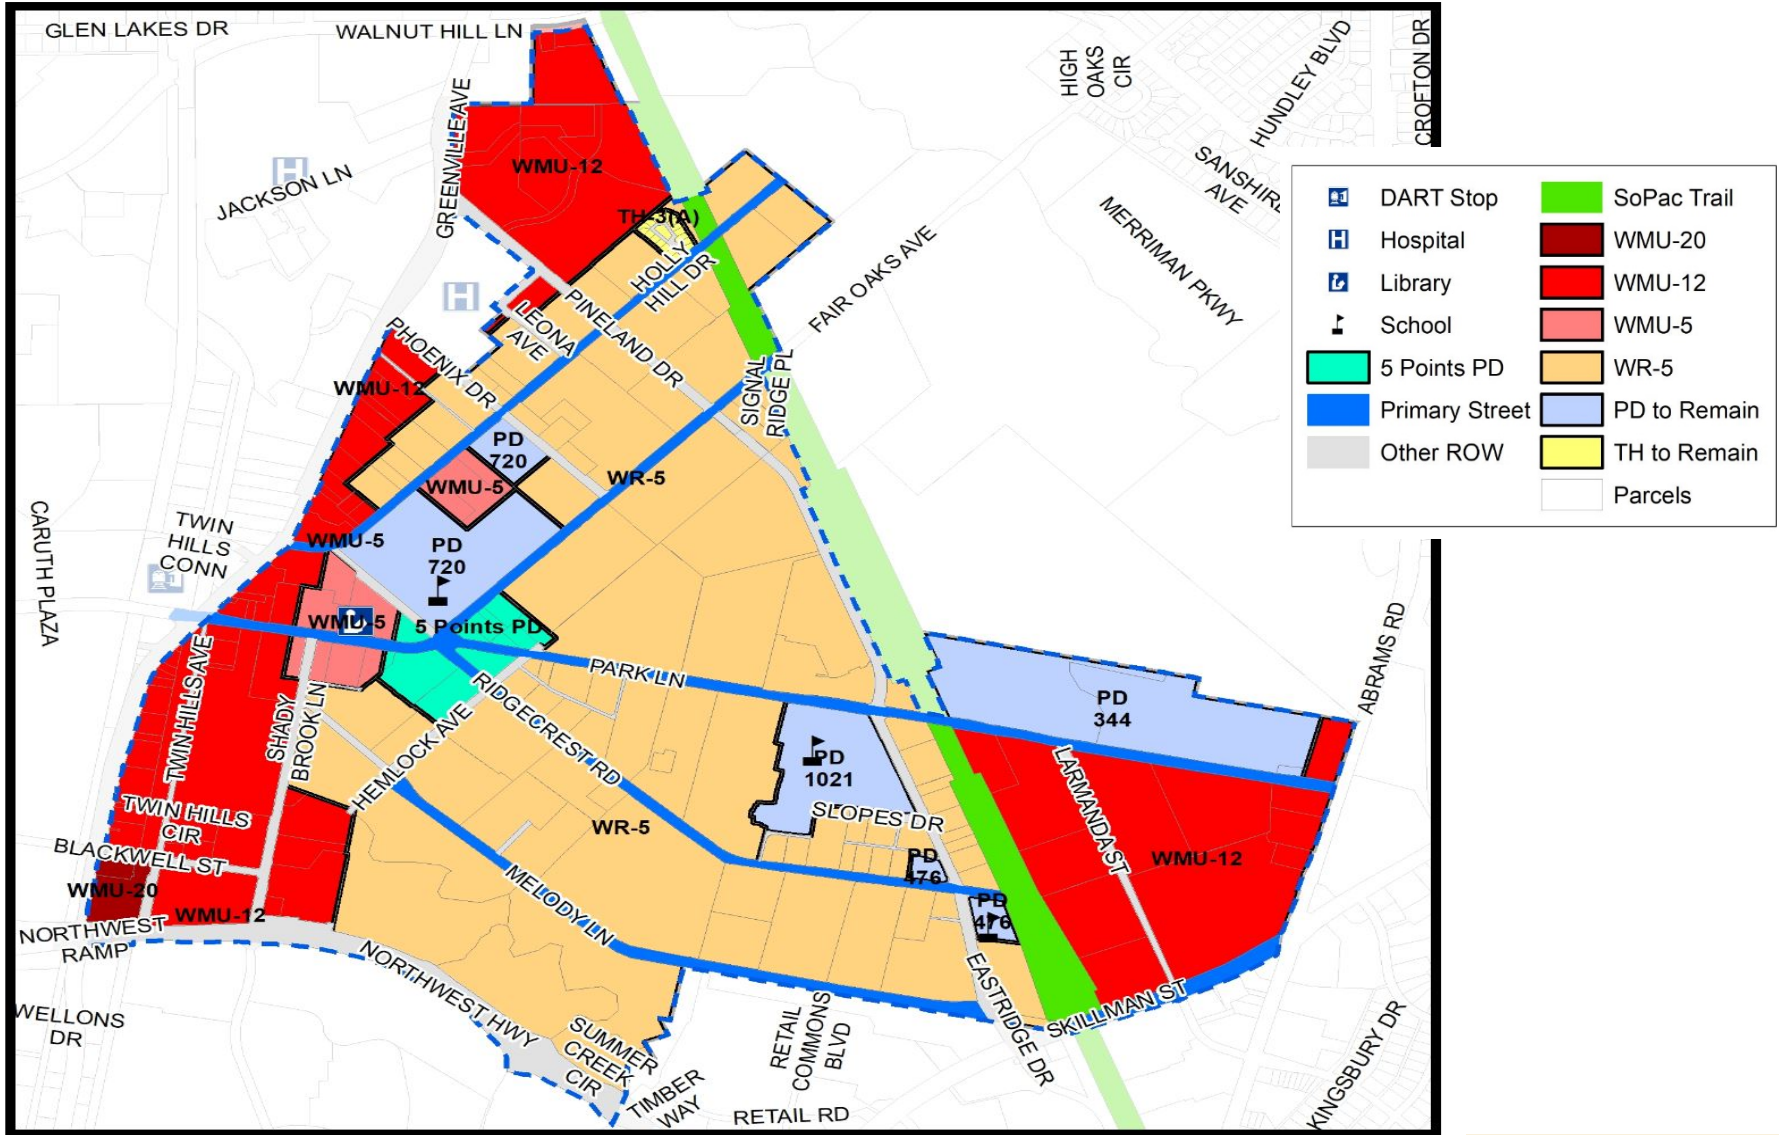 GLEN LAKES DR
WALNUT HILL LN
GREENVILLE AVE
JACKSON LN
HIGH
OAKS
CIR
HUNDLEY BLVD
CROFTON DR
SANSHIR
AVE
MERRIMAN PKWY
FAIR OAKS AVE
WMU-12
TH-3(A)
HOLLY
HILL DR
PINELAND DR
LEONA
AVE
PHOENIX DR
SIGNAL
RIDGE PL
WMU-12
PD
720
WMU-5
WR-5
CARUTH PLAZA
TWIN
HILLS
CONN
WMU-5
PD
720
WMU-5
5 Points PD
PARK LN
RIDGECREST RD
TWIN HILLS AVE
SHADY
BROOK LN
HEMLOCK AVE
PD
344
ABRAMS RD
PD
1021
SLOPES DR
LARMANDA ST
WMU-12
TWIN HILLS
CIR
BLACKWELL ST
WR-5
PD
476
PD
476
WMU-20
WMU-12
MELODY LN
NORTHWEST
RAMP
NORTHWEST HWY
EASTRIDGE DR
SKILLMAN ST
WELLONS
DR
SUMMER
CREEK
CIR
TIMBER
WAY
RETAIL
COMMONS
BLVD
RETAIL RD
KINGSBURY DR
DART Stop
Hospital
Library
School
5 Points PD
Primary Street
Other ROW
SoPac Trail
WMU-20
WMU-12
WMU-5
WR-5
PD to Remain
TH to Remain
Parcels